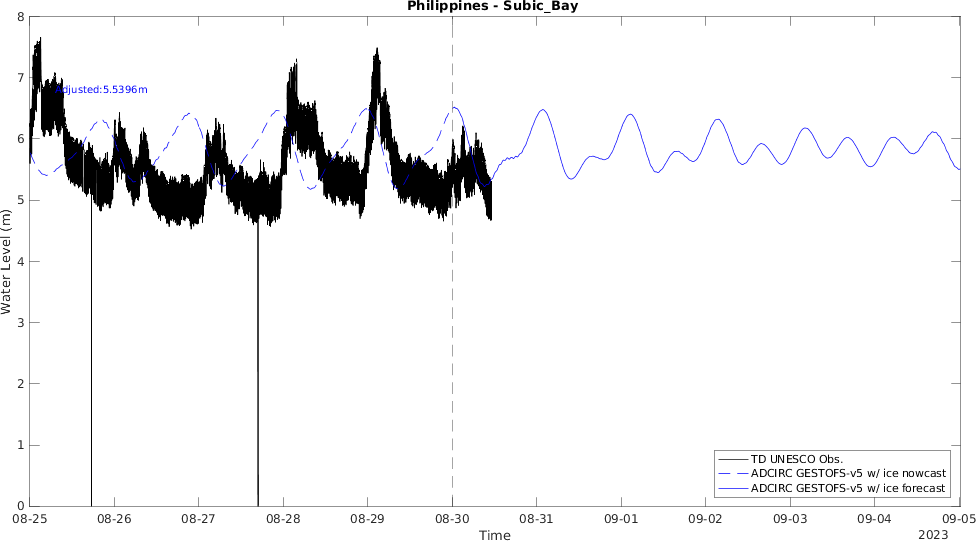 Philippines - Subic_Bay
8
7
Adjusted:5.5396m
6
5
4
3
2
1
0
Water Level (m)
TD UNESCO Obs.
ADCIRC GESTOFS-v5 w/ ice nowcast
ADCIRC GESTOFS-v5 w/ ice forecast
08-25 08-26 08-27 08-28 08-29 08-30 08-31 09-01 09-02 09-03 09-04 09-05
Time
2023